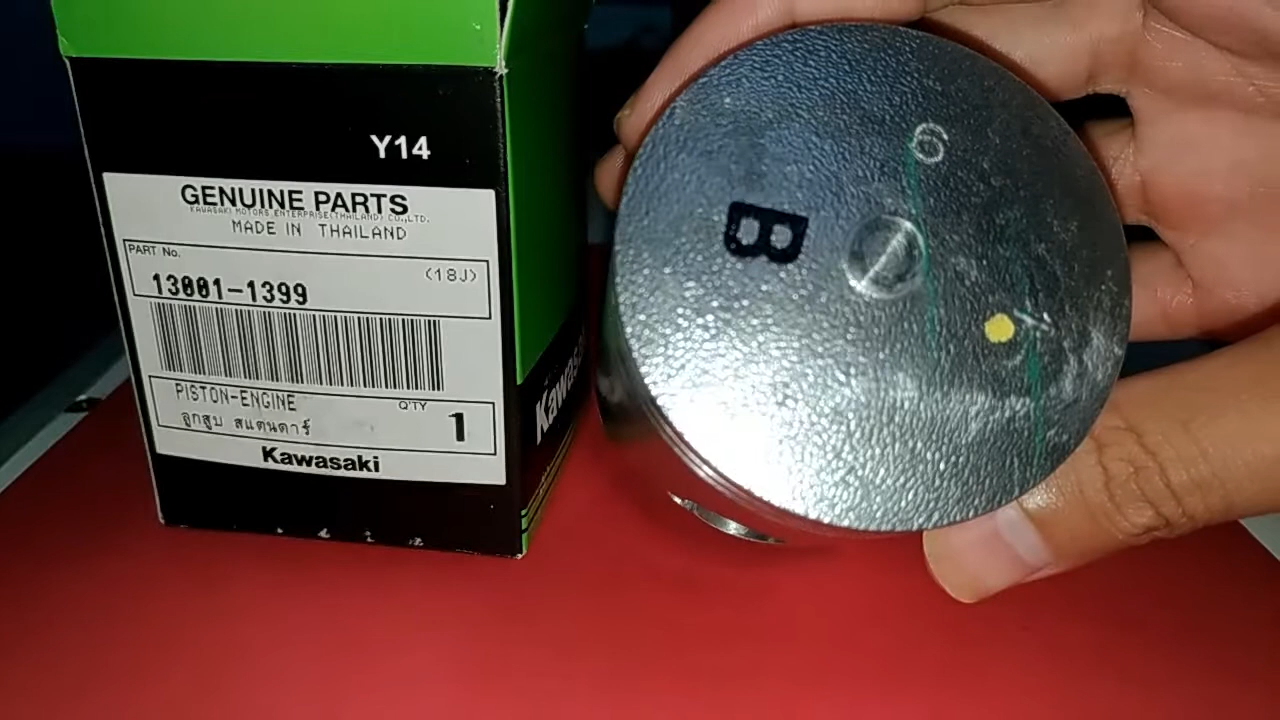 Y14
GENUINE PARTS
KAWASAKI MOTORS ENTERPRISE(THAILAND) CO.,LTD.
MADE IN THAILAND
PART No.
(18J)
13001-1399
PISTON-ENGINE
Q'TY
1
ลูกสูบ สแตนดาร์
Kawasaki
Kawasaki
B
6